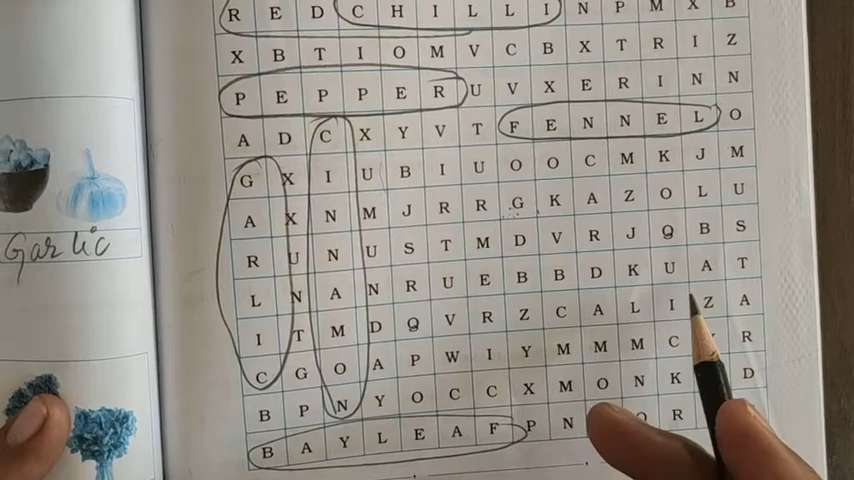 R E D C H I L L I N P M X B
X B T I O M V C B X T R I Z
P E P P E R U V X E R I N N
A D C X Y V T F E N N E L O
G X I U B I U O O C M K J M
A X N M J R R G K A Z O L U
R U N U S T M D V R J Q B S
L N A N R U E B B D K U A T
I T M D Q V R Z C A L I Z A
C G O A P W I Y M M M C R
B P N Y O C C X M O N K D
B A Y L E A F P N O R
Garlic